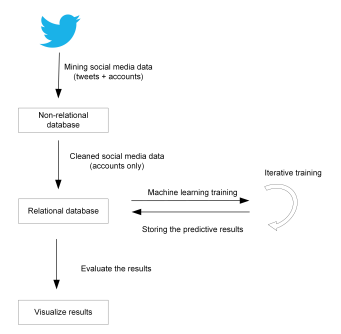 Mining social media data
(tweets + accounts)
Non-relational
database
Cleaned social media data
(accounts only)
Iterative training
Machine learning training
Relational database
Storing the predictive results
Evaluate the results
Visualize results